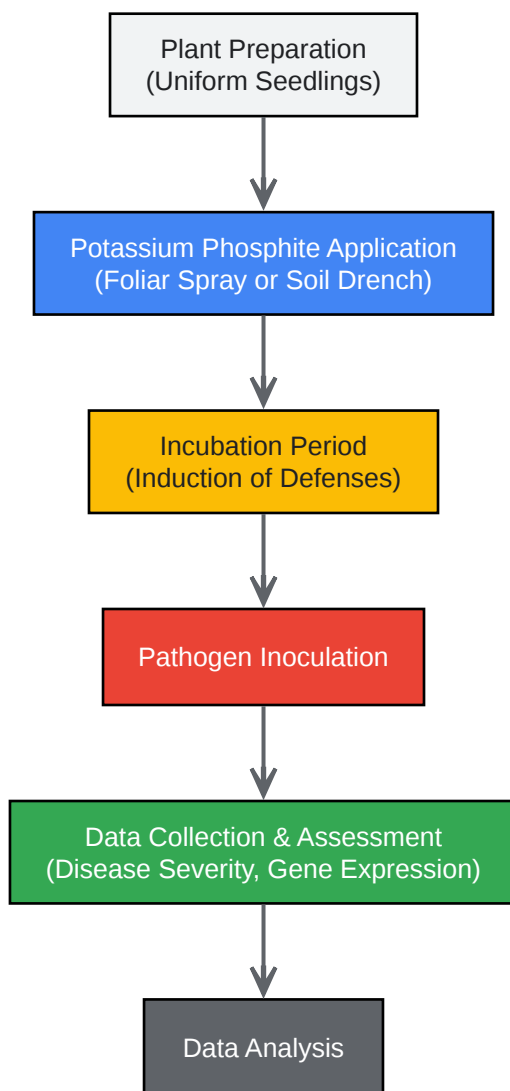 Plant Preparation
(Uniform Seedlings)
Potassium Phosphite Application
(Foliar Spray or Soil Drench)
Incubation Period
(Induction of Defenses)
Pathogen Inoculation
Data Collection & Assessment
(Disease Severity, Gene Expression)
Data Analysis